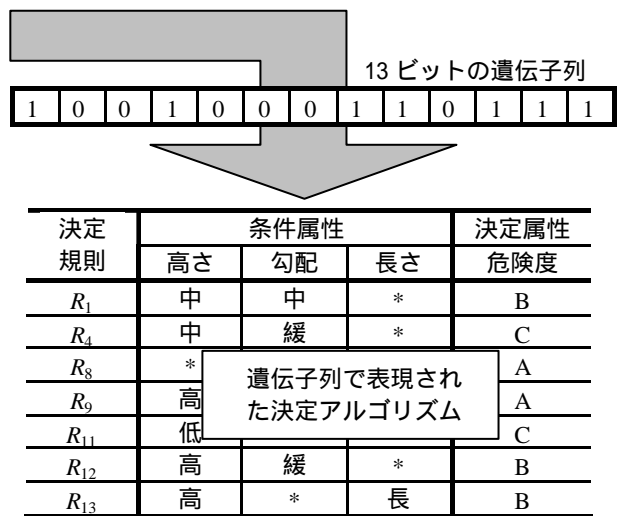 13 ビットの遺伝子列
1 0 0 1 0 0 0 1 1 0 1 1 1
決定規則 条件属性 決定属性
高さ 勾配 長さ 危険度
R1 中 中 * B
R4 中 緩 * C
R8 * A
R9 高 A
R11 低 C
遺伝子列で表現され
た決定アルゴリズム
R12 高 緩 * B
R13 高 * 長 B